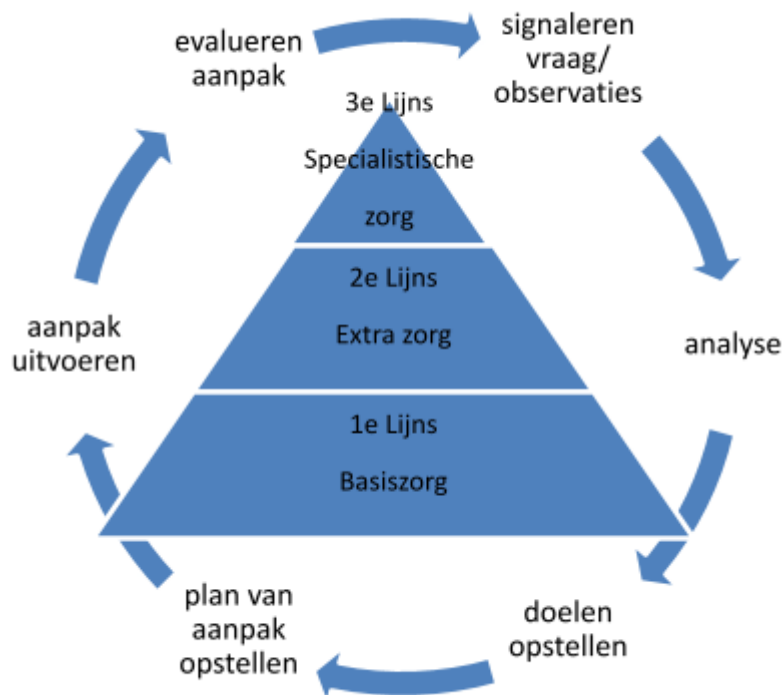 evalueren
aanpak
signaleren
vraag/
observaties
3e Lijns
Specialistische
zorg
2e Lijns
Extra zorg
1e Lijns
Basiszorg
analyse
doelen
opstellen
plan van
aanpak
opstellen
aanpak
uitvoeren